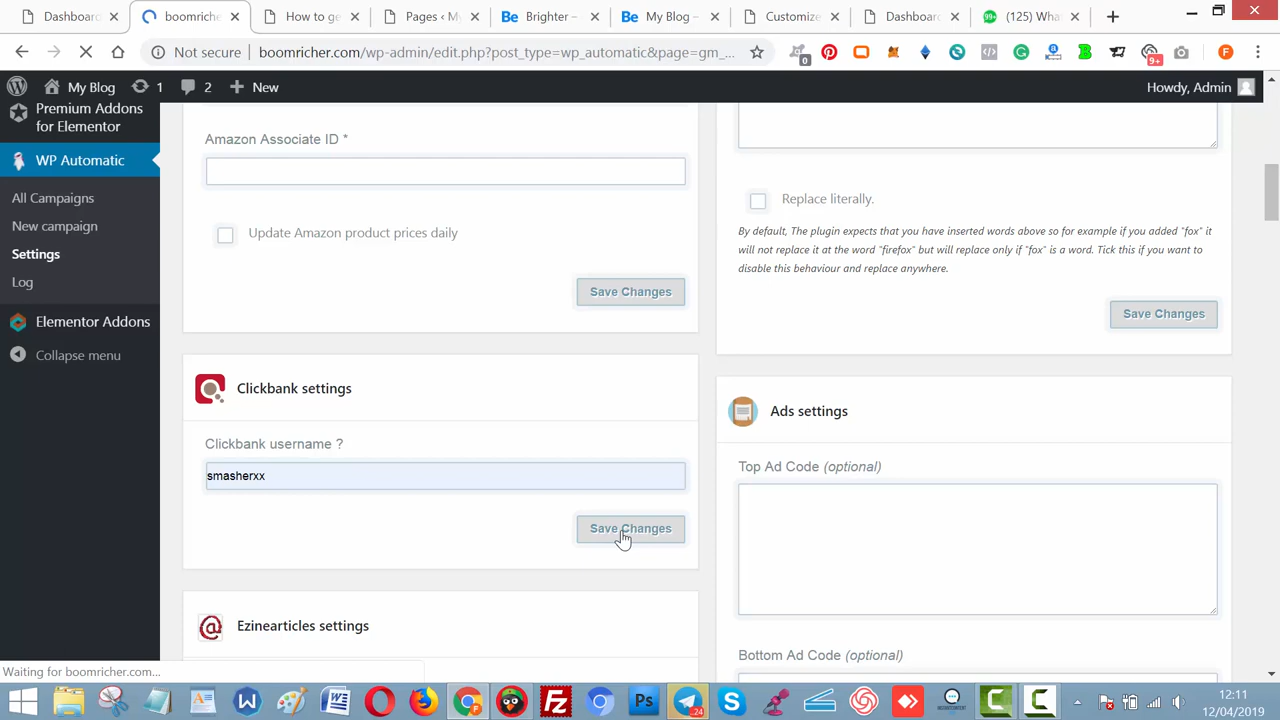 Dashboard
boomricher
How to ge
Pages ‹ M
Brighter –
My Blog –
Customize
Dashboard
(125) Wha
Not secure
boomricher.com/wp-admin/edit.php?post_type=wp_automatic&page=gm_...
0
9+
F
My Blog
1
2
New
Howdy, Admin
Premium Addons
for Elementor
WP Automatic
All Campaigns
New campaign
Settings
Log
Elementor Addons
Collapse menu
Amazon Associate ID *
Update Amazon product prices daily
Save Changes
Clickbank settings
Clickbank username ?
smasherxx
Save Changes
Ezinearticles settings
Replace literally.
By default, The plugin expects that you have inserted words above so for example if you added "fox" it
will not replace it at the word "firefox" but will replace only if "fox" is a word. Tick this if you want to
disable this behaviour and replace anywhere.
Save Changes
Ads settings
Top Ad Code (optional)
Bottom Ad Code (optional)
Waiting for boomricher.com...
24
12:11
12/04/2019